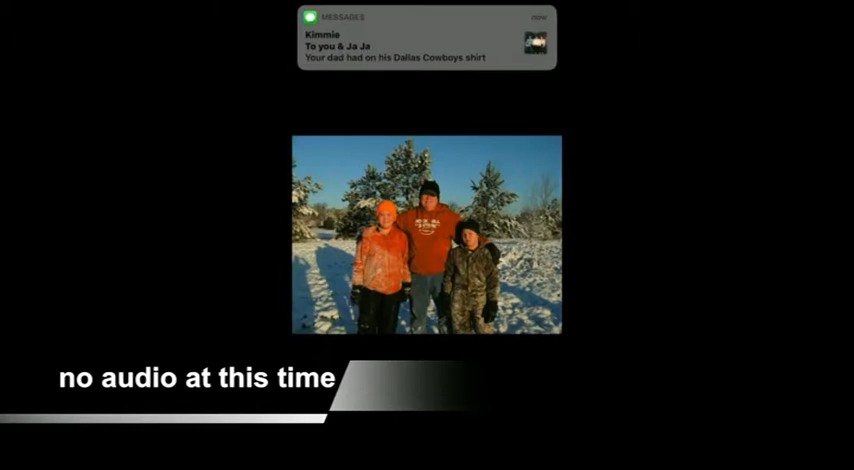 MESSAGES
now
Kimmie
To you & Ja Ja
Your dad had on his Dallas Cowboys shirt
no audio at this time